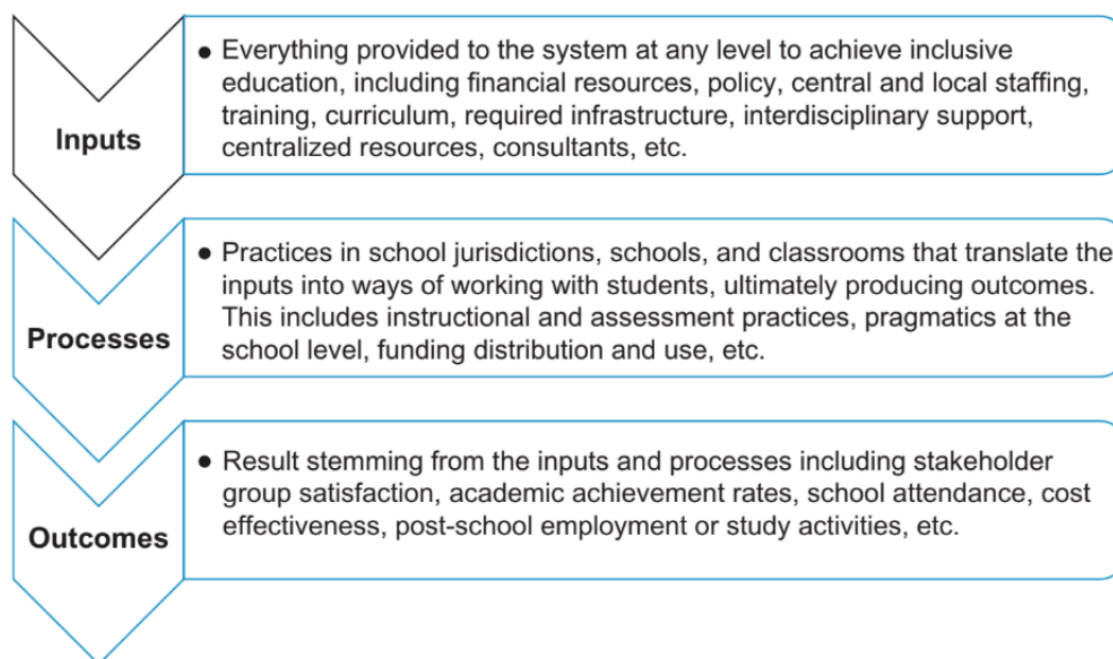 ● Everything provided to the system at any level to achieve inclusive
education, including financial resources, policy, central and local staffing,
training, curriculum, required infrastructure, interdisciplinary support,
centralized resources, consultants, etc.
Inputs
● Practices in school jurisdictions, schools, and classrooms that translate the
inputs into ways of working with students, ultimately producing outcomes.
This includes instructional and assessment practices, pragmatics at the
school level, funding distribution and use, etc.
Processes
● Result stemming from the inputs and processes including stakeholder
group satisfaction, academic achievement rates, school attendance, cost
effectiveness, post-school employment or study activities, etc.
Outcomes